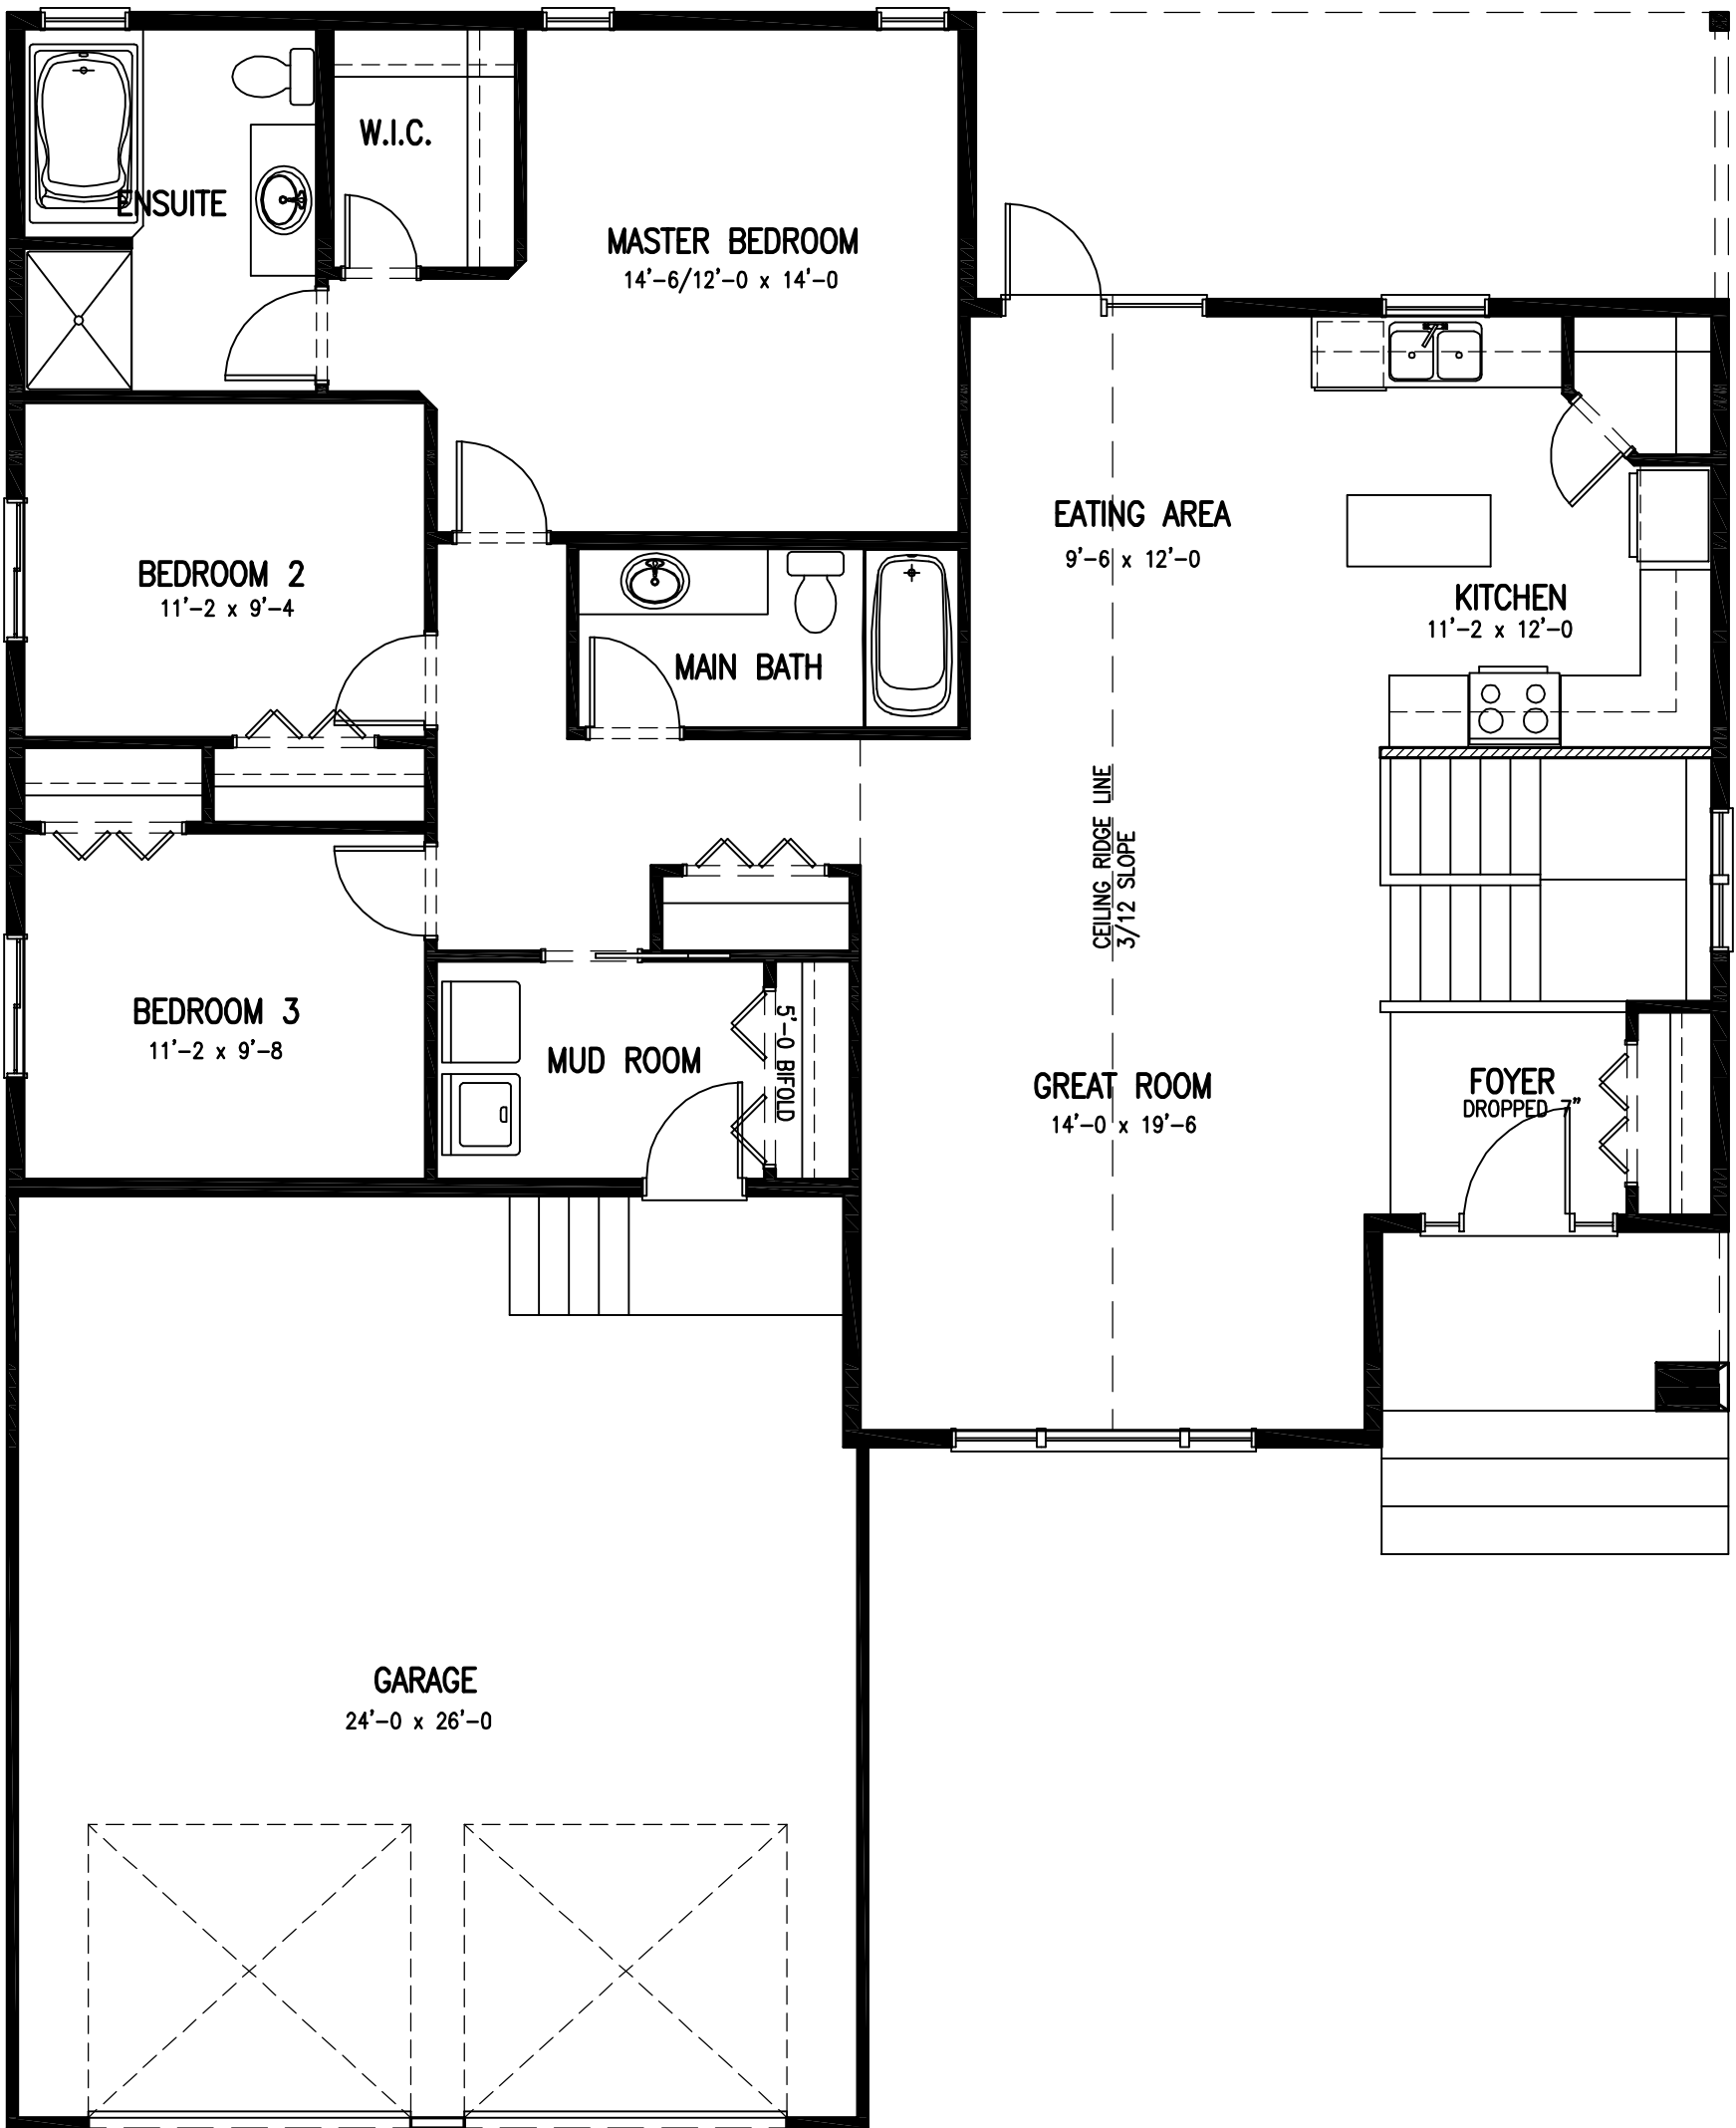 W.I.C.
ENSUITE
MASTER BEDROOM
14'-6/12'-0 x 14'-0
EATING AREA
9'-6 x 12'-0
BEDROOM 2
11'-2 x 9'-4
KITCHEN
11'-2 x 12'-0
MAIN BATH
CEILING RIDGE LINE
3/12 SLOPE
BEDROOM 3
11'-2 x 9'-8
MUD ROOM
5'-0 BIFOLD
GREAT ROOM
14'-0 x 19'-6
FOYER
DROPPED 7"
GARAGE
24'-0 x 26'-0